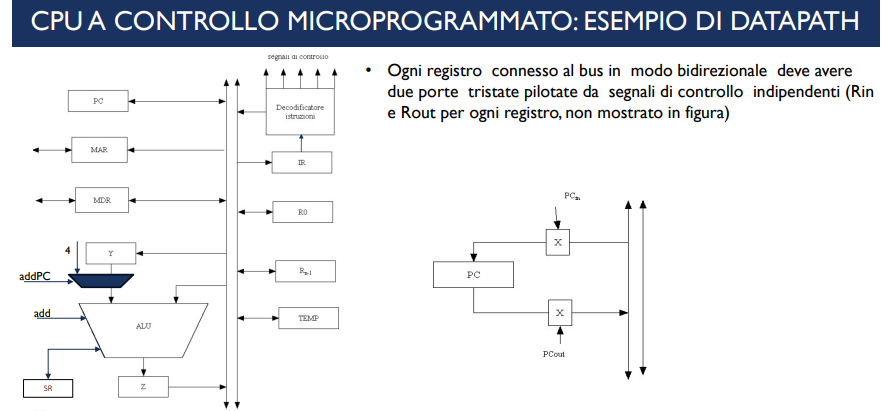 CPU A CONTROLLO MICROPROGRAMMATO: ESEMPIO DI DATAPATH
segnali di controllo
• Ogni registro connesso al bus in modo bidirezionale deve avere
due porte tristate pilotate da segnali di controllo indipendenti (Rin
e Rout per ogni registro, non mostrato in figura)
PC
Decodificatore
istruzioni
MAR
IR
MDR
R0
4
Y
addPC
Rn-1
add
ALU
TEMP
SR
Z
PCin
X
PC
X
PCout